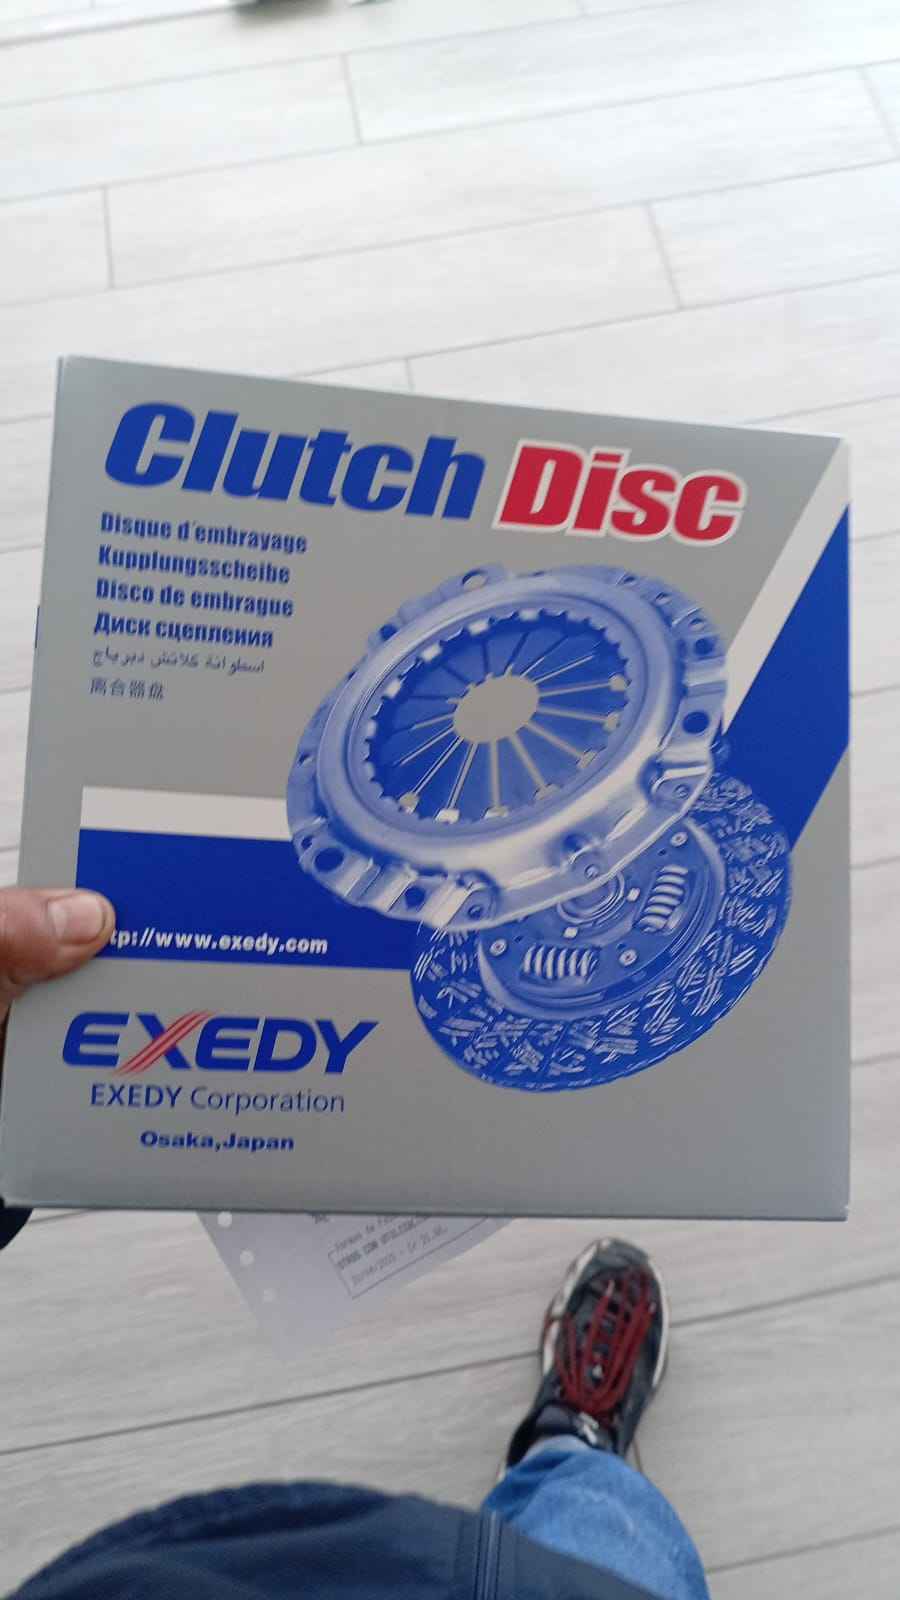 Clutch Disc
Disque d'embrayage
Kupplungsscheibe
Disco de embrague
Диск сцепления
اسطوانة كلاتش دبرياج
离合器盘
tp://www.exedy.com
EXEDY
EXEDY Corporation
Osaka,Japan